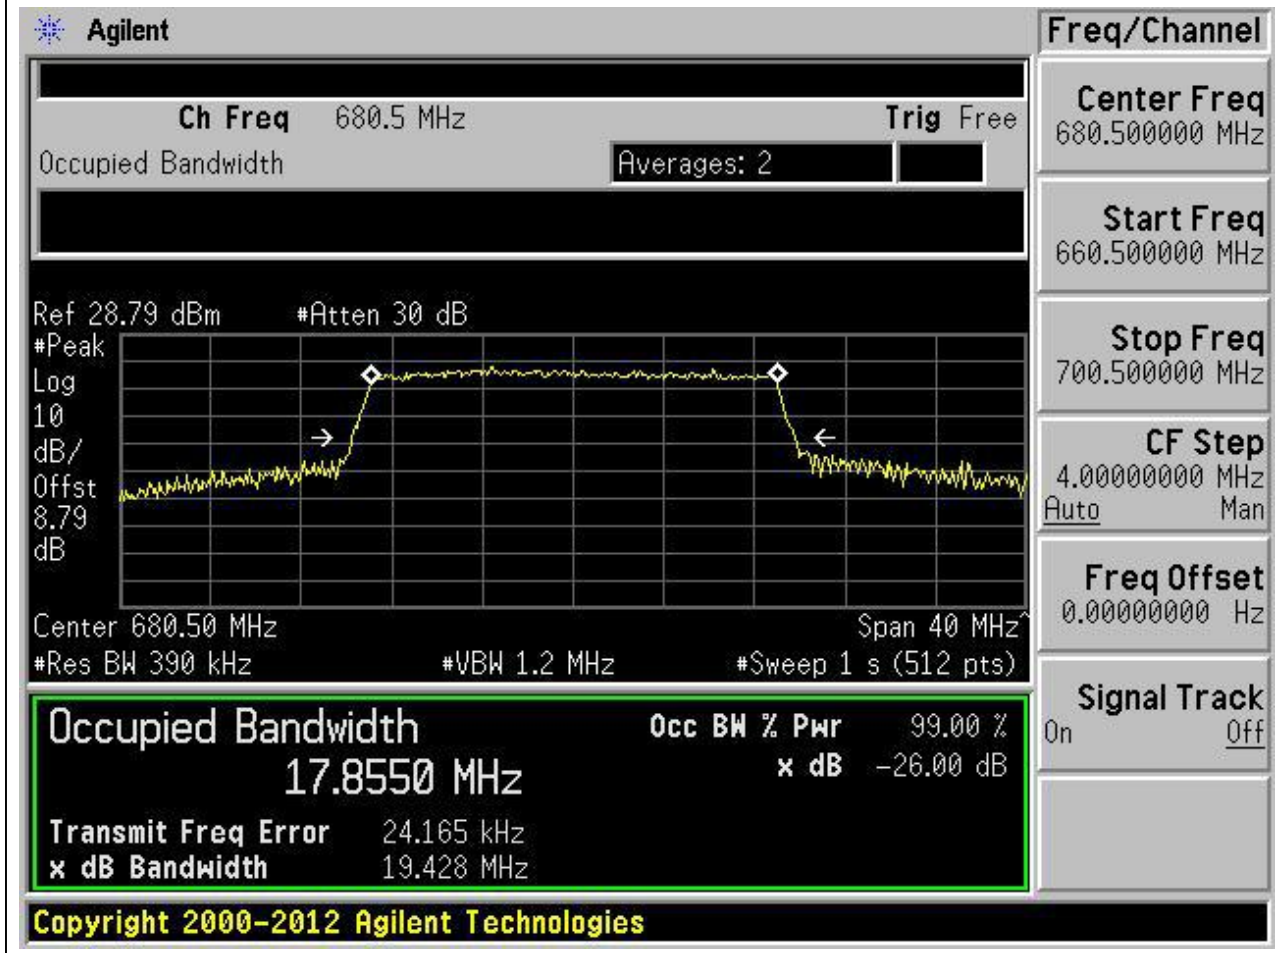 Agilent
Freq/Channel
Ch Freq 680.5 MHz Trig Free
Occupied Bandwidth Averages: 2
Center Freq
680.500000 MHz
Start Freq
660.500000 MHz
Stop Freq
700.500000 MHz
CF Step
4.00000000 MHz
Auto Man
Freq Offset
0.00000000 Hz
Signal Track
On Off
Ref 28.79 dBm #Atten 30 dB
#Peak
Log
10
dB/
Offst
8.79
dB
Center 680.50 MHz Span 40 MHz^
#Res BW 390 kHz #VBW 1.2 MHz #Sweep 1 s (512 pts)
Occupied Bandwidth
17.8550 MHz
Occ BW % Pwr 99.00 %
x dB -26.00 dB
Transmit Freq Error 24.165 kHz
x dB Bandwidth 19.428 MHz
Copyright 2000-2012 Agilent Technologies